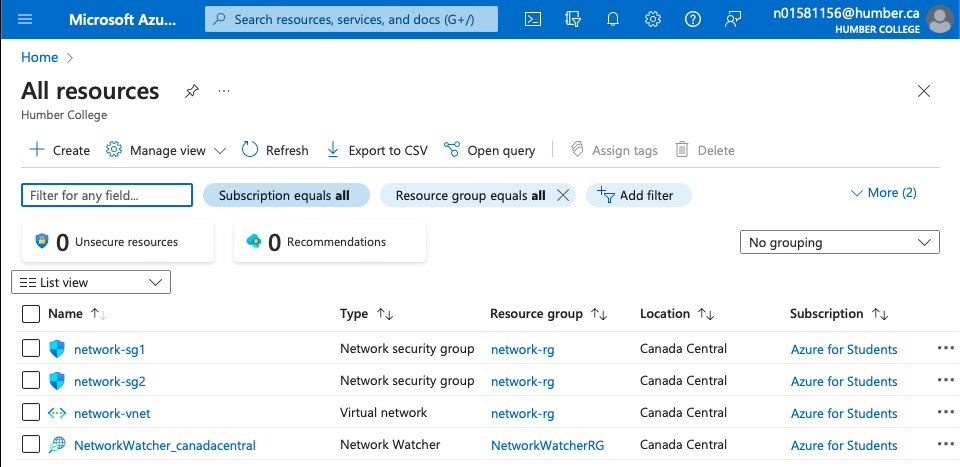 Microsoft Azu... Search resources, services, and docs (G+/) n01581156@humber.ca
HUMBER COLLEGE
Home
All resources
Humber College
Create Manage view Refresh Export to CSV Open query Assign tags Delete
Filter for any field... Subscription equals all Resource group equals all Add filter More (2)
0 Unsecure resources 0 Recommendations
No grouping
List view
Name Type Resource group Location Subscription
network-sg1 Network security group network-rg Canada Central Azure for Students
network-sg2 Network security group network-rg Canada Central Azure for Students
network-vnet Virtual network network-rg Canada Central Azure for Students
NetworkWatcher_canadacentral Network Watcher NetworkWatcherRG Canada Central Azure for Students